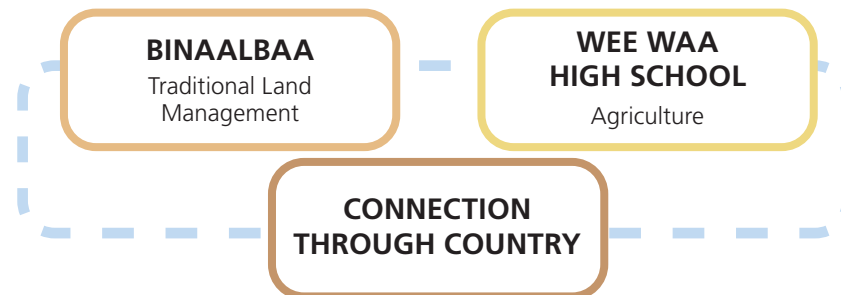 BINAALBAA
Traditional Land
Management
WEE WAA
HIGH SCHOOL
Agriculture
CONNECTION
THROUGH COUNTRY